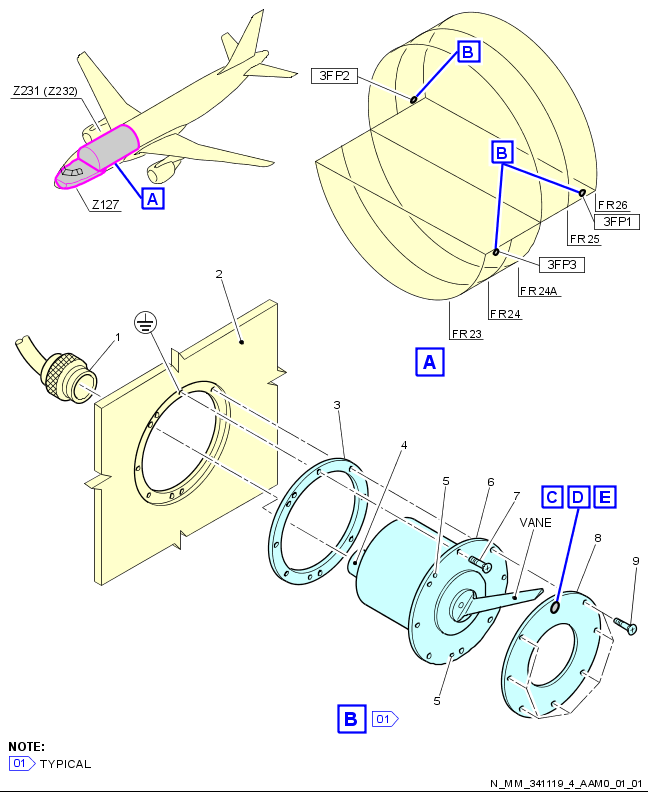 Z231 (Z232)
A
Z127
3FP2
B
B
FR26
3FP1
FR25
3FP3
FR24A
FR24
FR23
A
2
1
3
4
5
6
7
C D E
VANE
8
9
5
B 01
NOTE:
01 TYPICAL
N_MM_341119_4_AAM0_01_01